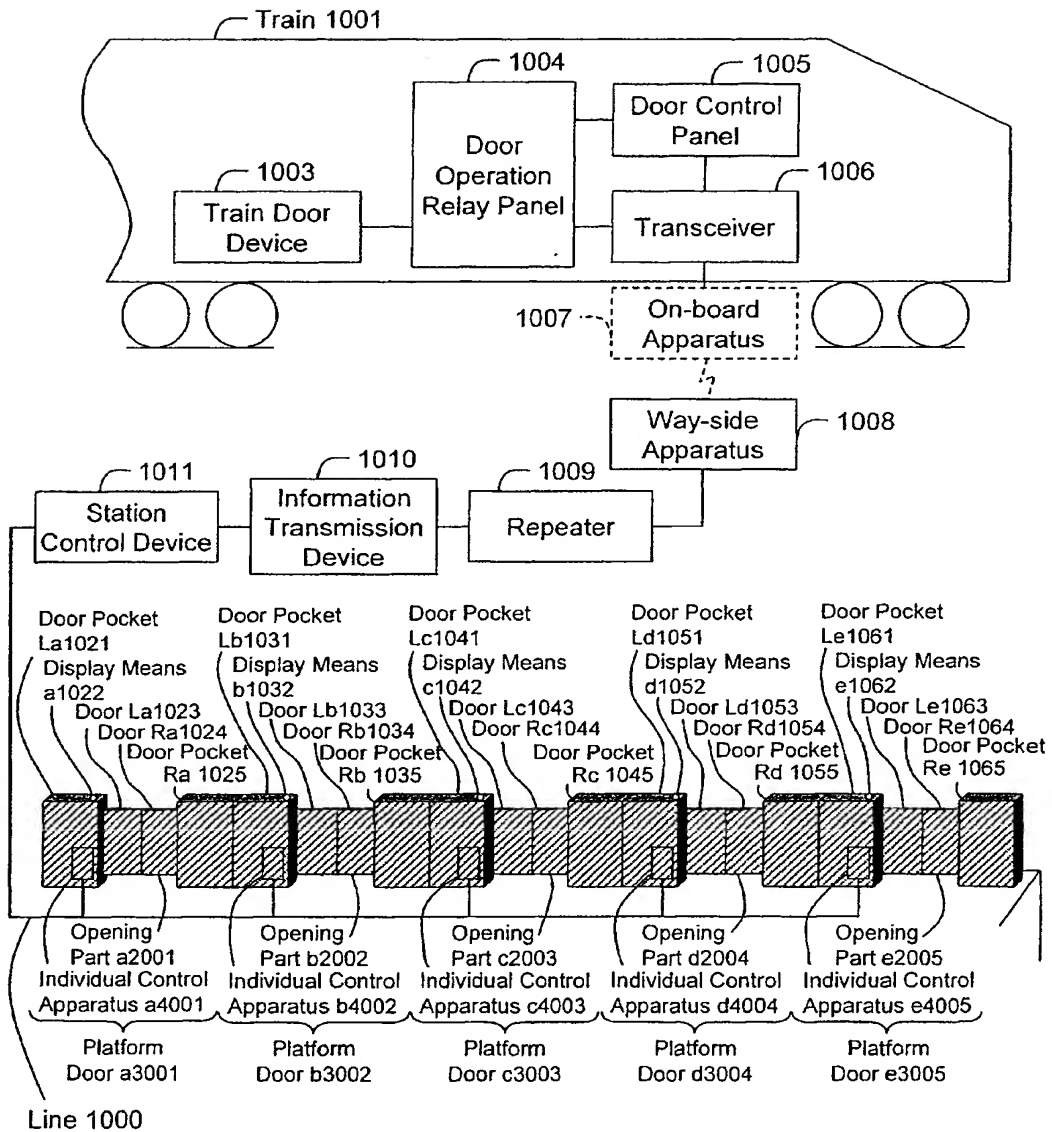 Train 1001
1004
1005
Door Control
Panel
Door
Operation
Relay Panel
1003
Train Door
Device
1006
Transceiver
1007
On-board
Apparatus
Way-side
Apparatus
1008
1011
Station
Control Device
1010
Information
Transmission
Device
1009
Repeater
Door Pocket
La1021
Display Means
a1022
Door La1023
Door Ra1024
Door Pocket
Ra 1025
Door Pocket
Lb1031
Display Means
b1032
Door Lb1033
Door Rb1034
Door Pocket
Rb 1035
Door Pocket
Lc1041
Display Means
c1042
Door Lc1043
Door Rc1044
Door Pocket
Rc 1045
Door Pocket
Ld1051
Display Means
d1052
Door Ld1053
Door Rd1054
Door Pocket
Rd 1055
Door Pocket
Le1061
Display Means
e1062
Door Le1063
Door Re1064
Door Pocket
Re 1065
Opening
Part a2001
Individual Control
Apparatus a4001
Platform
Door a3001
Opening
Part b2002
Individual Control
Apparatus b4002
Platform
Door b3002
Opening
Part c2003
Individual Control
Apparatus c4003
Platform
Door c3003
Opening
Part d2004
Individual Control
Apparatus d4004
Platform
Door d3004
Opening
Part e2005
Individual Control
Apparatus e4005
Platform
Door e3005
Line 1000